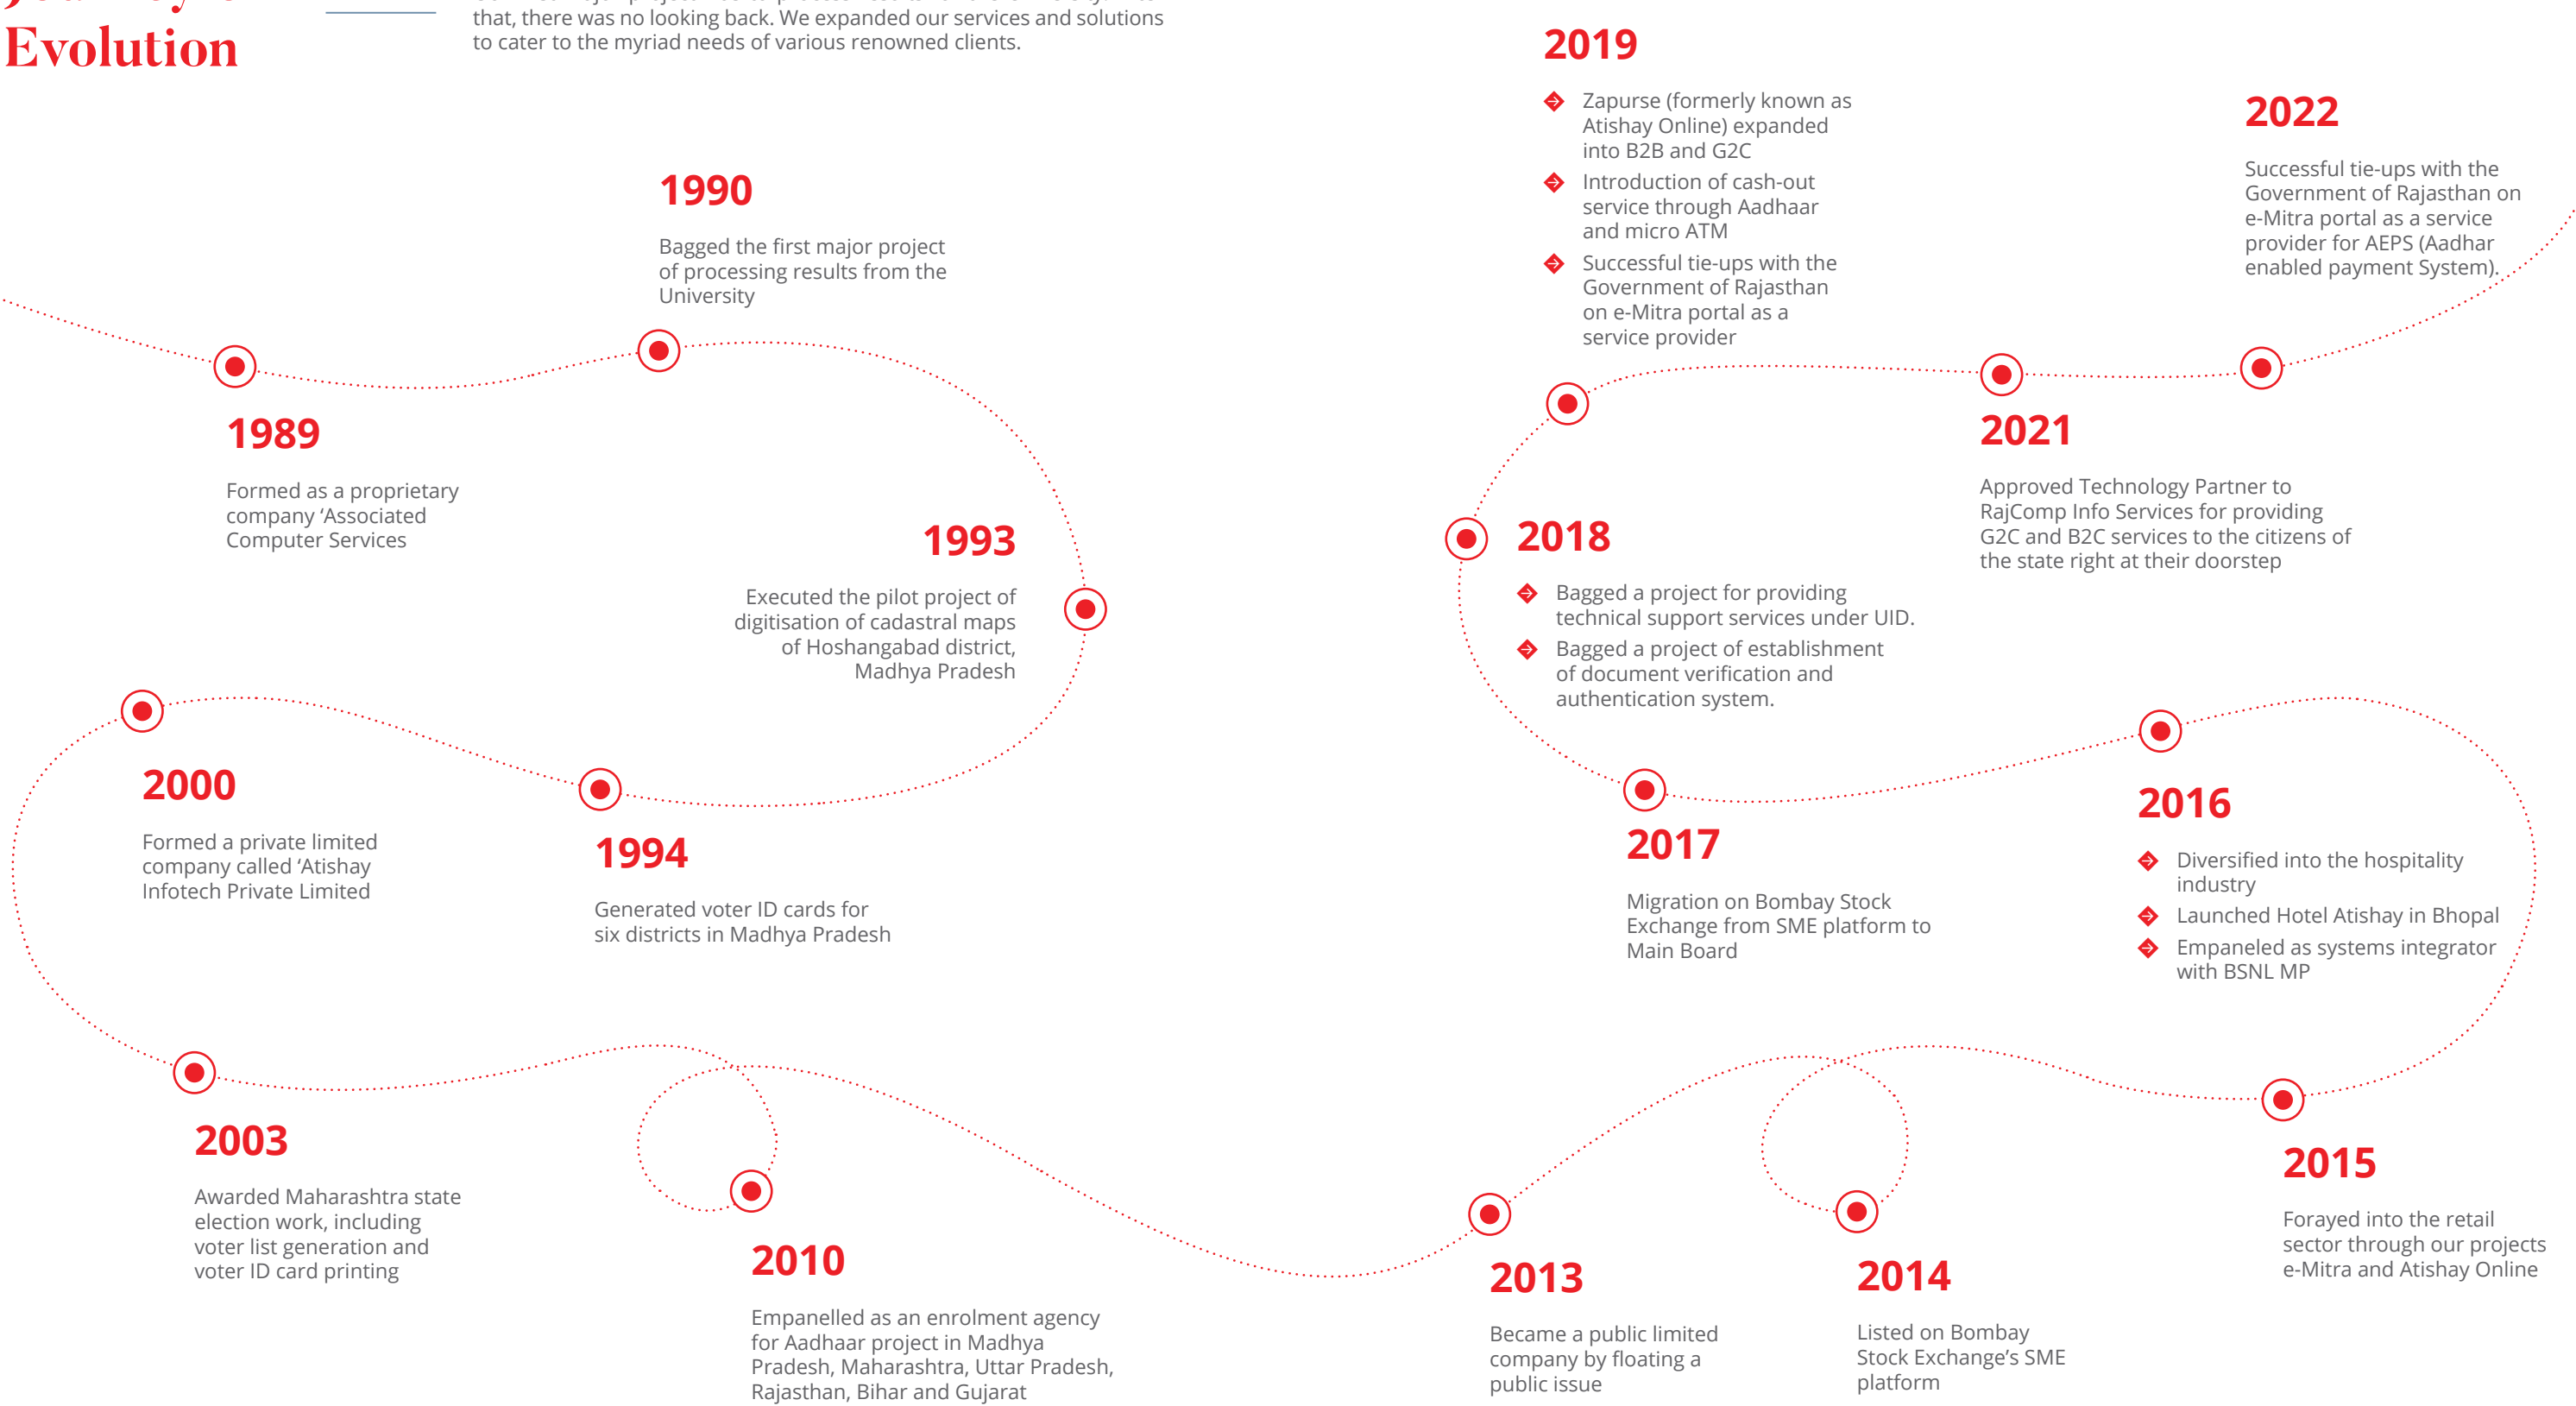 Evolution
that, there was no looking back. We expanded our services and solutions
to cater to the myriad needs of various renowned clients.
1989
Formed as a proprietary
company ‘Associated
Computer Services
1990
Bagged the first major project
of processing results from the
University
1993
Executed the pilot project of
digitisation of cadastral maps
of Hoshangabad district,
Madhya Pradesh
1994
Generated voter ID cards for
six districts in Madhya Pradesh
2000
Formed a private limited
company called ‘Atishay
Infotech Private Limited
2003
Awarded Maharashtra state
election work, including
voter list generation and
voter ID card printing
2010
Empanelled as an enrolment agency
for Aadhaar project in Madhya
Pradesh, Maharashtra, Uttar Pradesh,
Rajasthan, Bihar and Gujarat
2013
Became a public limited
company by floating a
public issue
2014
Listed on Bombay
Stock Exchange’s SME
platform
2015
Forayed into the retail
sector through our projects
e-Mitra and Atishay Online
2016
Diversified into the hospitality
industry
Launched Hotel Atishay in Bhopal
Empaneled as systems integrator
with BSNL MP
2017
Migration on Bombay Stock
Exchange from SME platform to
Main Board
2018
Bagged a project for providing
technical support services under UID.
Bagged a project of establishment
of document verification and
authentication system.
2019
Zapurse (formerly known as
Atishay Online) expanded
into B2B and G2C
Introduction of cash-out
service through Aadhaar
and micro ATM
Successful tie-ups with the
Government of Rajasthan
on e-Mitra portal as a
service provider
2021
Approved Technology Partner to
RajComp Info Services for providing
G2C and B2C services to the citizens of
the state right at their doorstep
2022
Successful tie-ups with the
Government of Rajasthan on
e-Mitra portal as a service
provider for AEPS (Aadhar
enabled payment System).